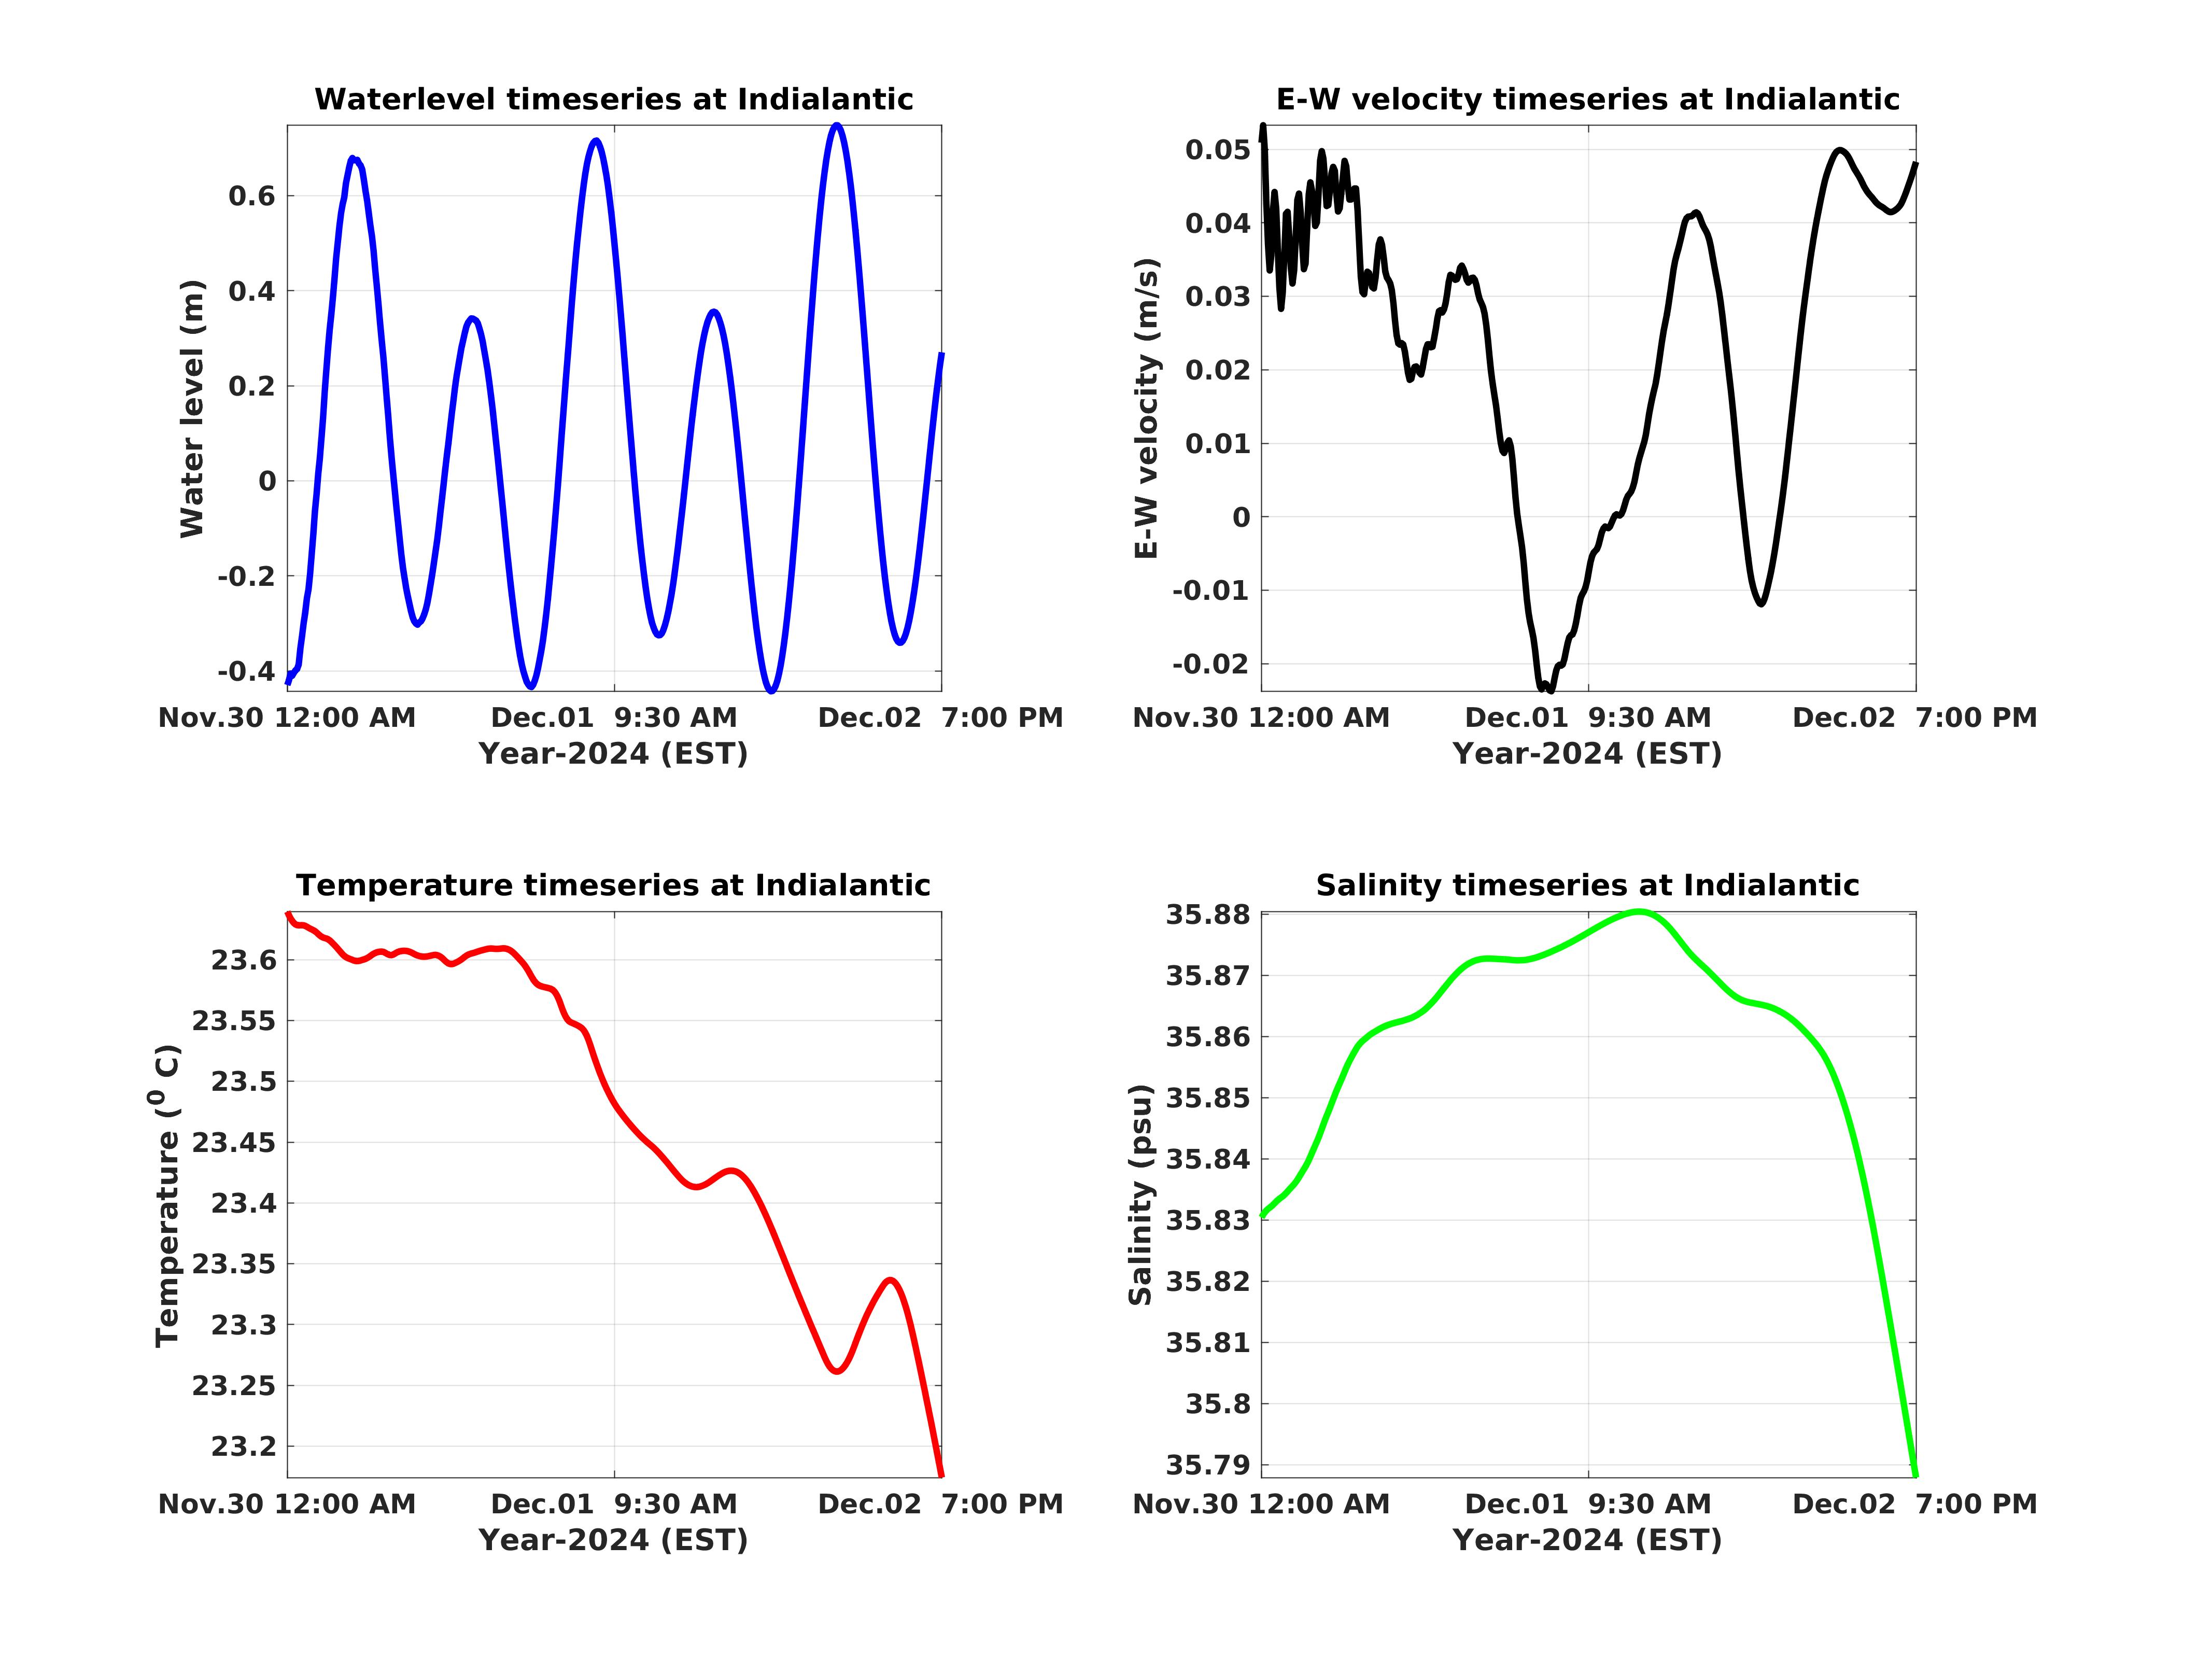 Waterlevel timeseries at Indialantic
Water level (m)
0.6
0.4
0.2
0
-0.2
-0.4
Nov.30 12:00 AM
Dec.01 9:30 AM
Dec.02 7:00 PM
Year-2024 (EST)
E-W velocity timeseries at Indialantic
E-W velocity (m/s)
0.05
0.04
0.03
0.02
0.01
0
-0.01
-0.02
Nov.30 12:00 AM
Dec.01 9:30 AM
Dec.02 7:00 PM
Year-2024 (EST)
Temperature timeseries at Indialantic
Temperature (⁰ C)
23.6
23.55
23.5
23.45
23.4
23.35
23.3
23.25
23.2
Nov.30 12:00 AM
Dec.01 9:30 AM
Dec.02 7:00 PM
Year-2024 (EST)
Salinity timeseries at Indialantic
Salinity (psu)
35.88
35.87
35.86
35.85
35.84
35.83
35.82
35.81
35.8
35.79
Nov.30 12:00 AM
Dec.01 9:30 AM
Dec.02 7:00 PM
Year-2024 (EST)